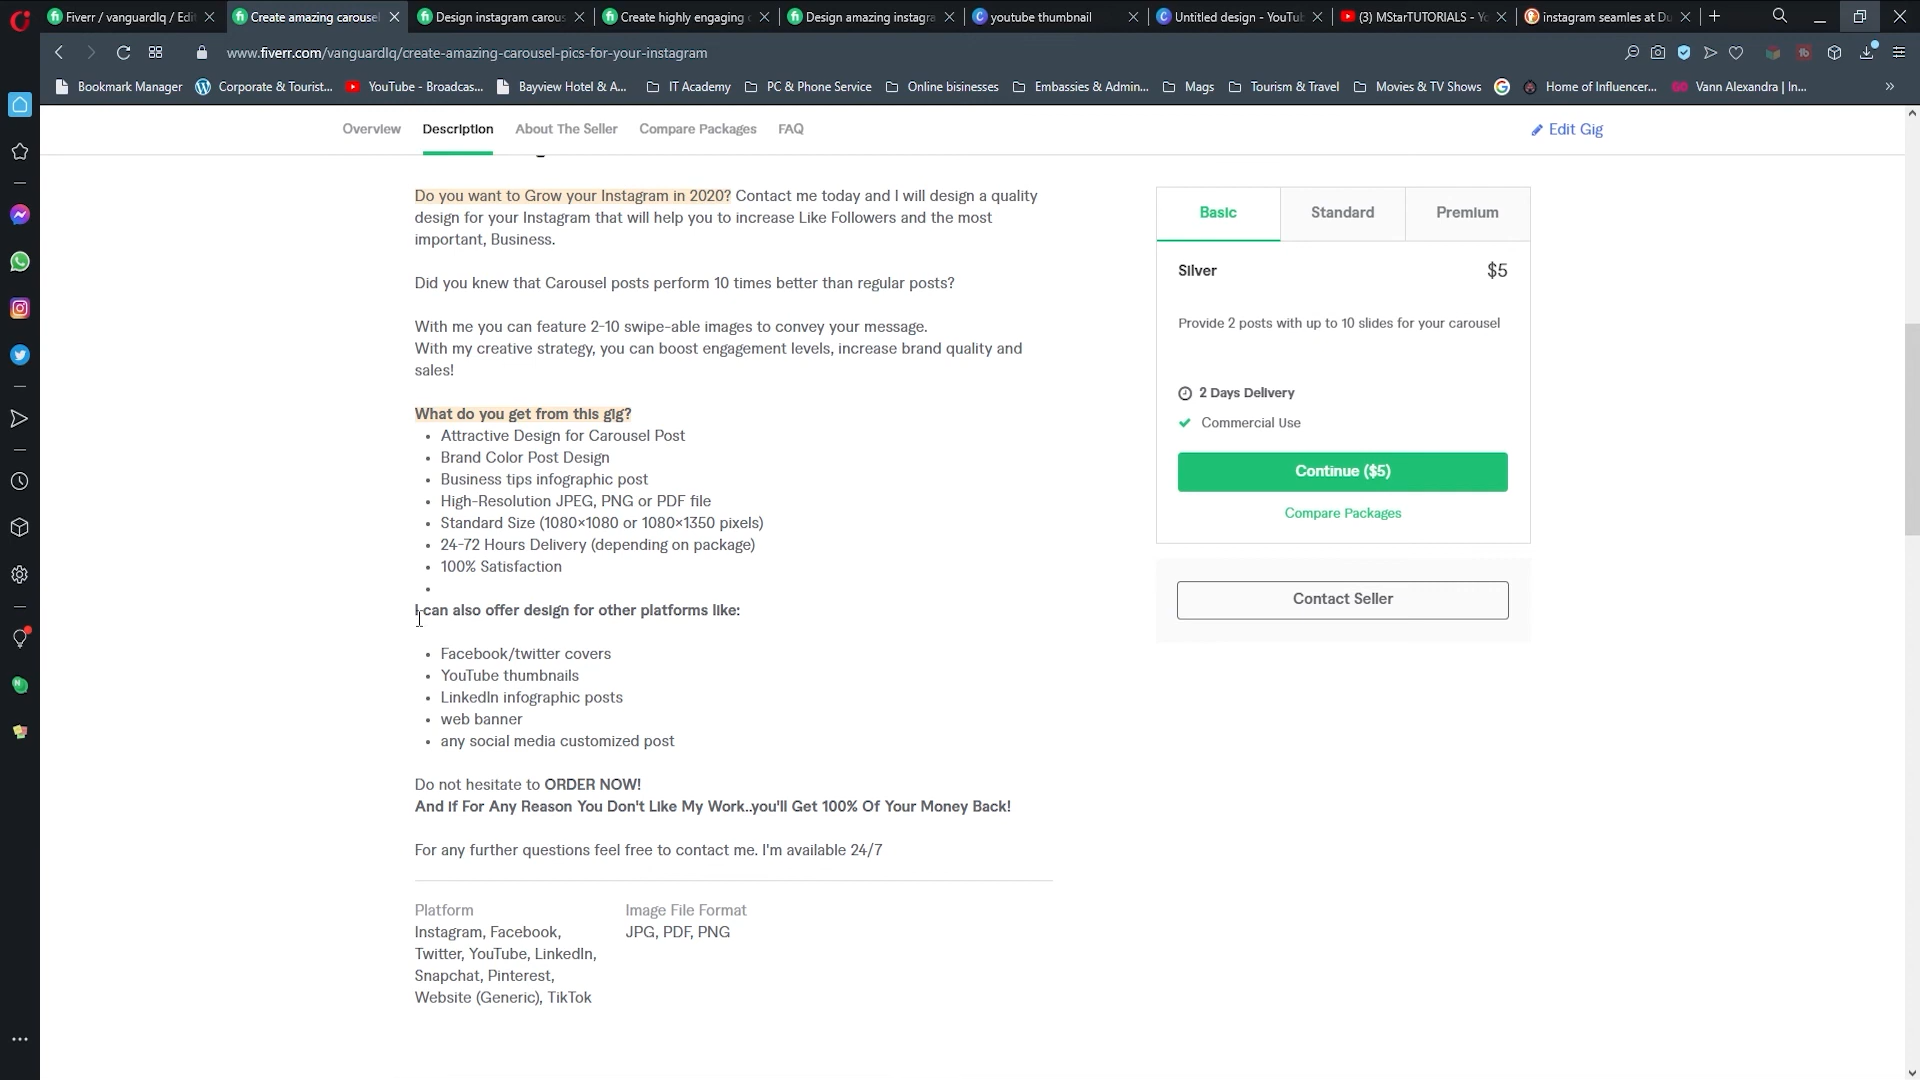 Fiverr / vanguardlq / Edit
Create amazing carousel
Design instagram carous
Create highly engaging c
Design amazing instagra
youtube thumbnail
Untitled design - YouTub
(3) MStarTUTORIALS - Yo
instagram seamles at Du
www.fiverr.com/vanguardlq/create-amazing-carousel-pics-for-your-instagram
Bookmark Manager
Corporate & Tourist...
YouTube - Broadcas...
Bayview Hotel & A...
IT Academy
PC & Phone Service
Online bisinesses
Embassies & Admin...
Mags
Tourism & Travel
Movies & TV Shows
Home of Influencer...
Vann Alexandra | In...
Overview
Description
About The Seller
Compare Packages
FAQ
Edit Gig
Do you want to Grow your Instagram in 2020? Contact me today and I will design a quality
design for your Instagram that will help you to increase Like Followers and the most
important, Business.
Did you knew that Carousel posts perform 10 times better than regular posts?
With me you can feature 2-10 swipe-able images to convey your message.
With my creative strategy, you can boost engagement levels, increase brand quality and
sales!
What do you get from this gig?
• Attractive Design for Carousel Post
• Brand Color Post Design
• Business tips infographic post
• High-Resolution JPEG, PNG or PDF file
• Standard Size (1080×1080 or 1080×1350 pixels)
• 24-72 Hours Delivery (depending on package)
• 100% Satisfaction
•
I can also offer design for other platforms like:
• Facebook/twitter covers
• YouTube thumbnails
• LinkedIn infographic posts
• web banner
• any social media customized post
Do not hesitate to ORDER NOW!
And If For Any Reason You Don't Like My Work..you'll Get 100% Of Your Money Back!
For any further questions feel free to contact me. I'm available 24/7
Platform
Instagram, Facebook,
Twitter, YouTube, LinkedIn,
Snapchat, Pinterest,
Website (Generic), TikTok
Image File Format
JPG, PDF, PNG
Basic
Standard
Premium
Silver
$5
Provide 2 posts with up to 10 slides for your carousel
2 Days Delivery
Commercial Use
Continue ($5)
Compare Packages
Contact Seller